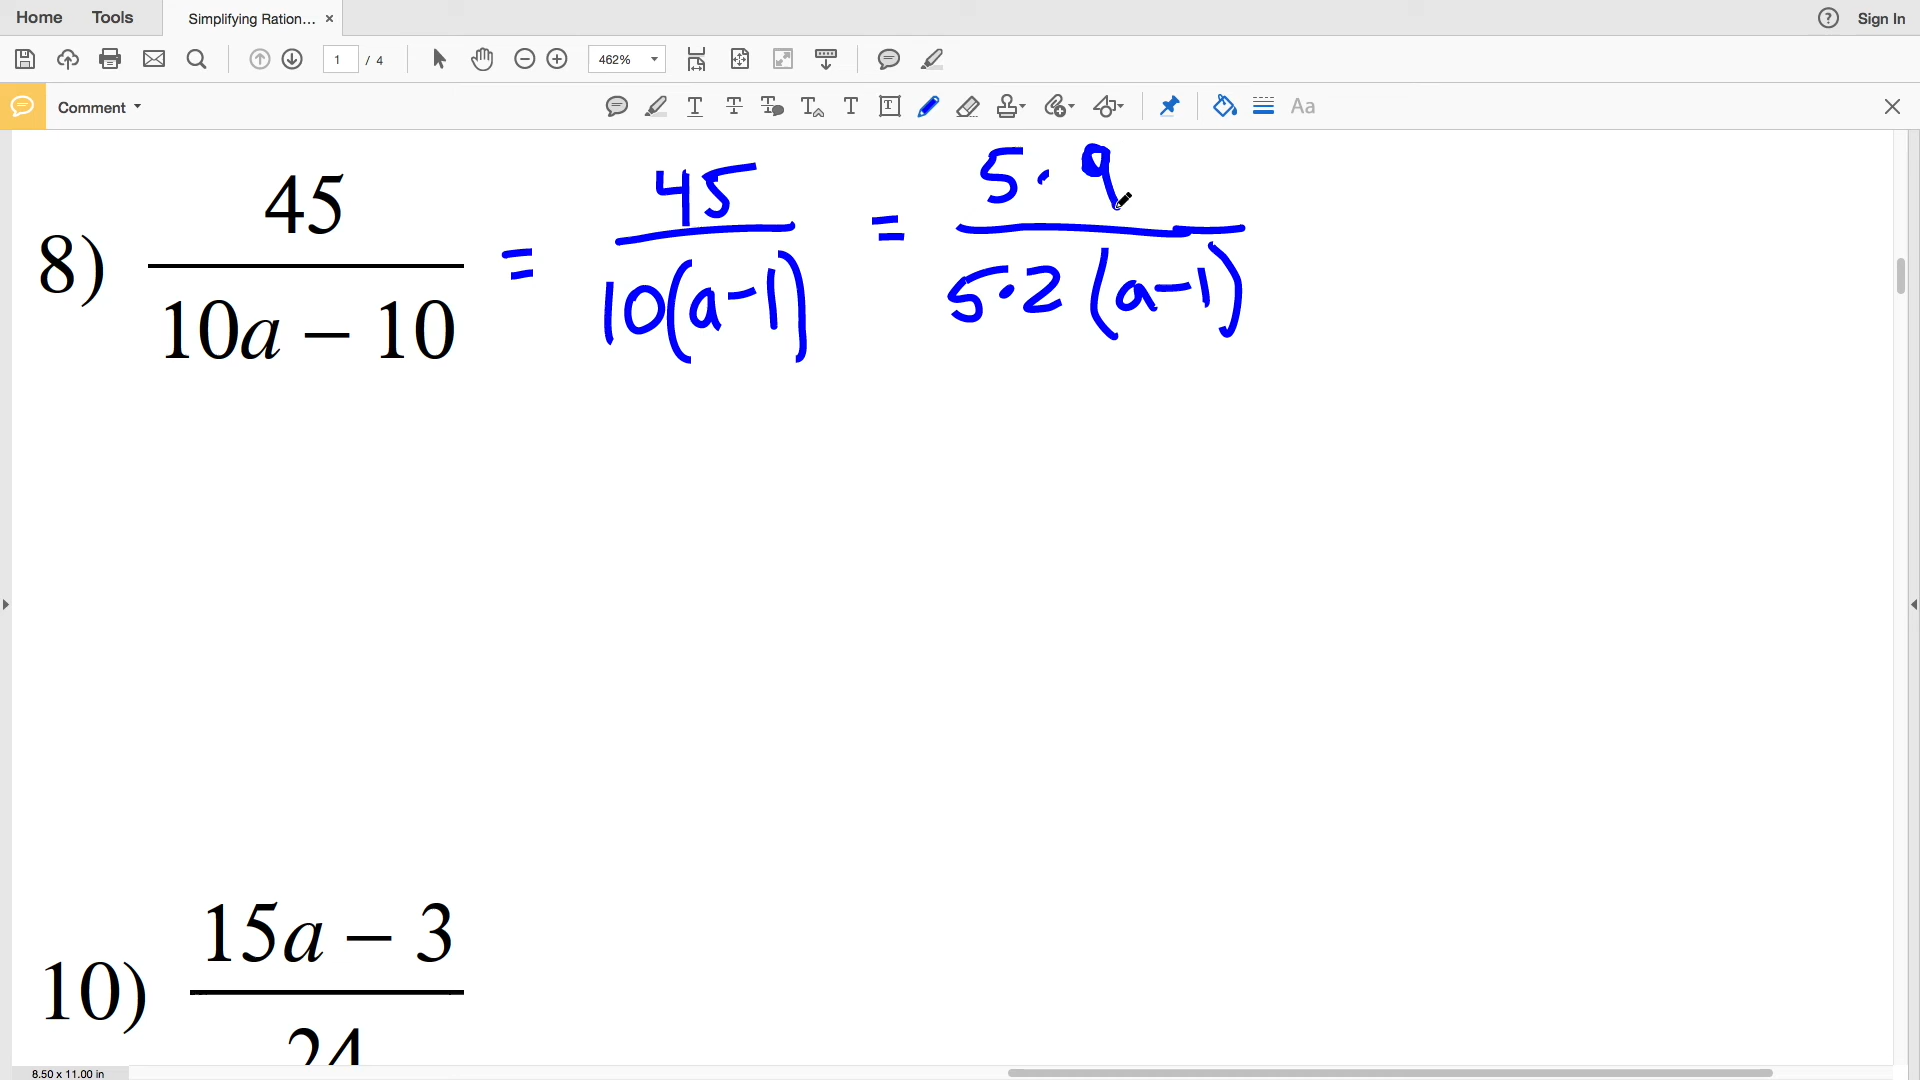 Home Tools Simplifying Ration... × ? Sign In
1 / 4 462%
Comment T T T T T T Aa
8) 45 / 10a − 10 = 45 / 10(a-1) = 5·9 / 5·2(a-1)
10) 15a − 3 / 24
8.50 x 11.00 in